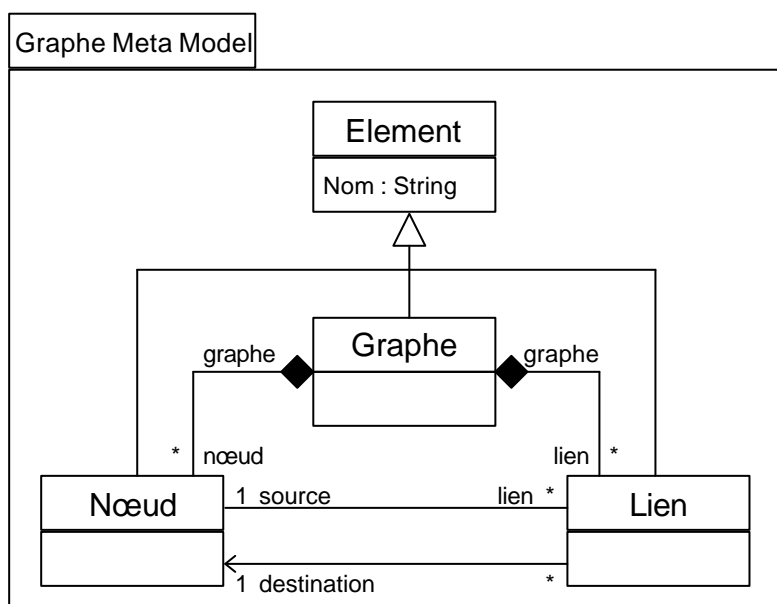 Graphe Meta Model
Element
Nom : String
Graphe
graphe
graphe
* nœud
lien *
Nœud
Lien
1 source
lien *
1 destination
*